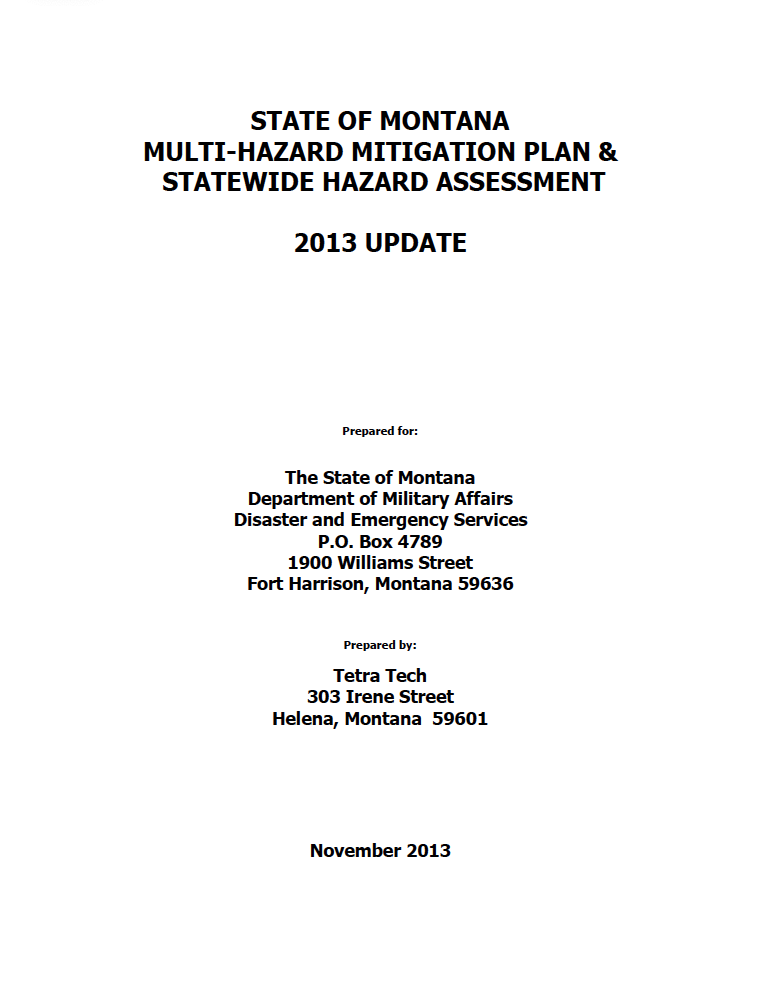 STATE OF MONTANA
MULTI-HAZARD MITIGATION PLAN &
STATEWIDE HAZARD ASSESSMENT
2013 UPDATE
Prepared for:
The State of Montana
Department of Military Affairs
Disaster and Emergency Services
P.O. Box 4789
1900 Williams Street
Fort Harrison, Montana 59636
Prepared by:
Tetra Tech
303 Irene Street
Helena, Montana  59601
November 2013